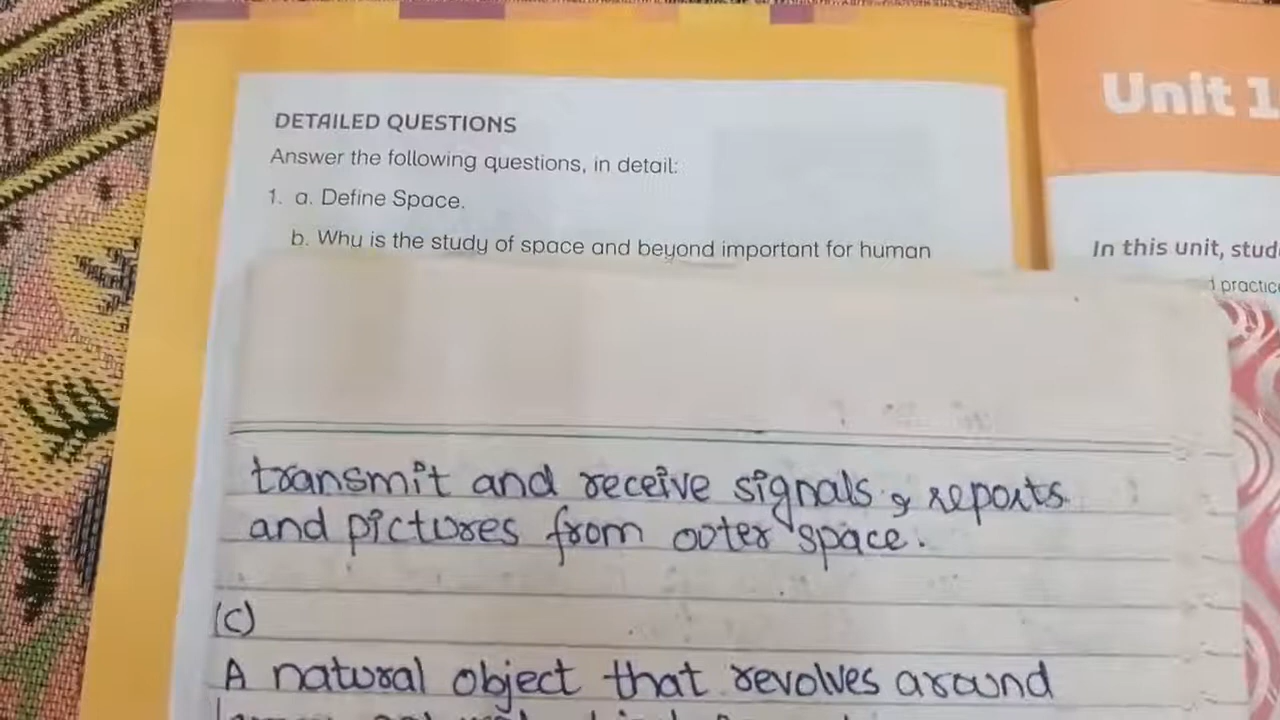 DETAILED QUESTIONS
Answer the following questions, in detail:
1. a. Define Space.
b. Why is the study of space and beyond important for human
Unit 1
In this unit, stud
practic
transmit and receive signals, reports
and pictures from outer space.
(c)
A natural object that revolves around